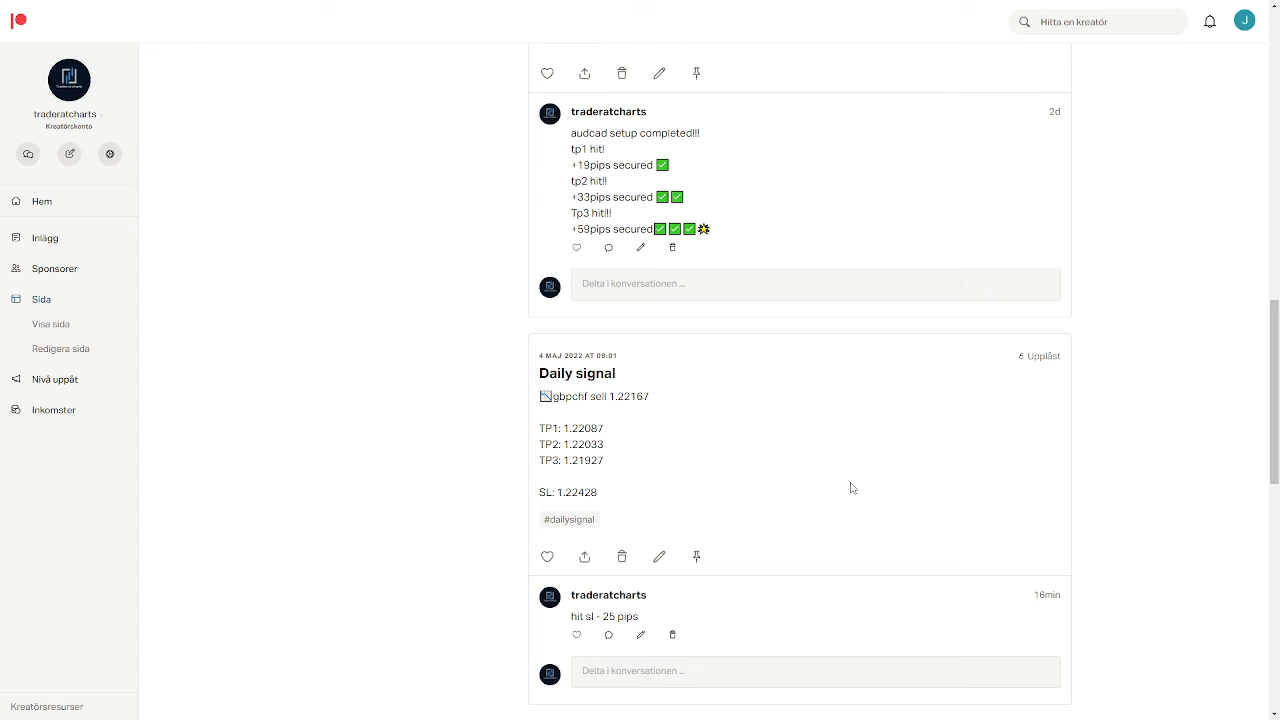 Hitta en kreatör
J
traderatcharts
Kreatörskonto
Hem
Inlägg
Sponsorer
Sida
Visa sida
Redigera sida
Nivå uppåt
Inkomster
Kreatörsresurser
traderatcharts 2d
audcad setup completed!!!
tp1 hit!
+19pips secured ✅
tp2 hit!!
+33pips secured ✅✅
Tp3 hit!!!
+59pips secured✅✅✅💥
Delta i konversationen ...
4 MAJ 2022 AT 09:01 Upplåst
Daily signal
📉gbpchf sell 1.22167
TP1: 1.22087
TP2: 1.22033
TP3: 1.21927
SL: 1.22428
#dailysignal
traderatcharts 16min
hit sl - 25 pips
Delta i konversationen ...